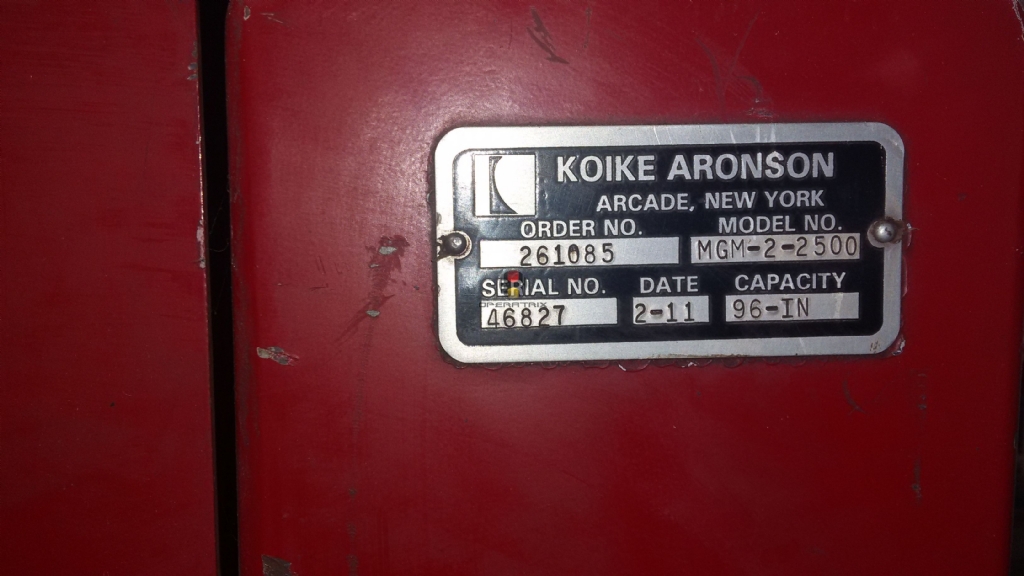 KOIKE ARONSON
ARCADE, NEW YORK
ORDER NO. MODEL NO.
261085 MGM-2-2500
SERIAL NO. DATE CAPACITY
OPERATRIX
46827 2-11 96-IN